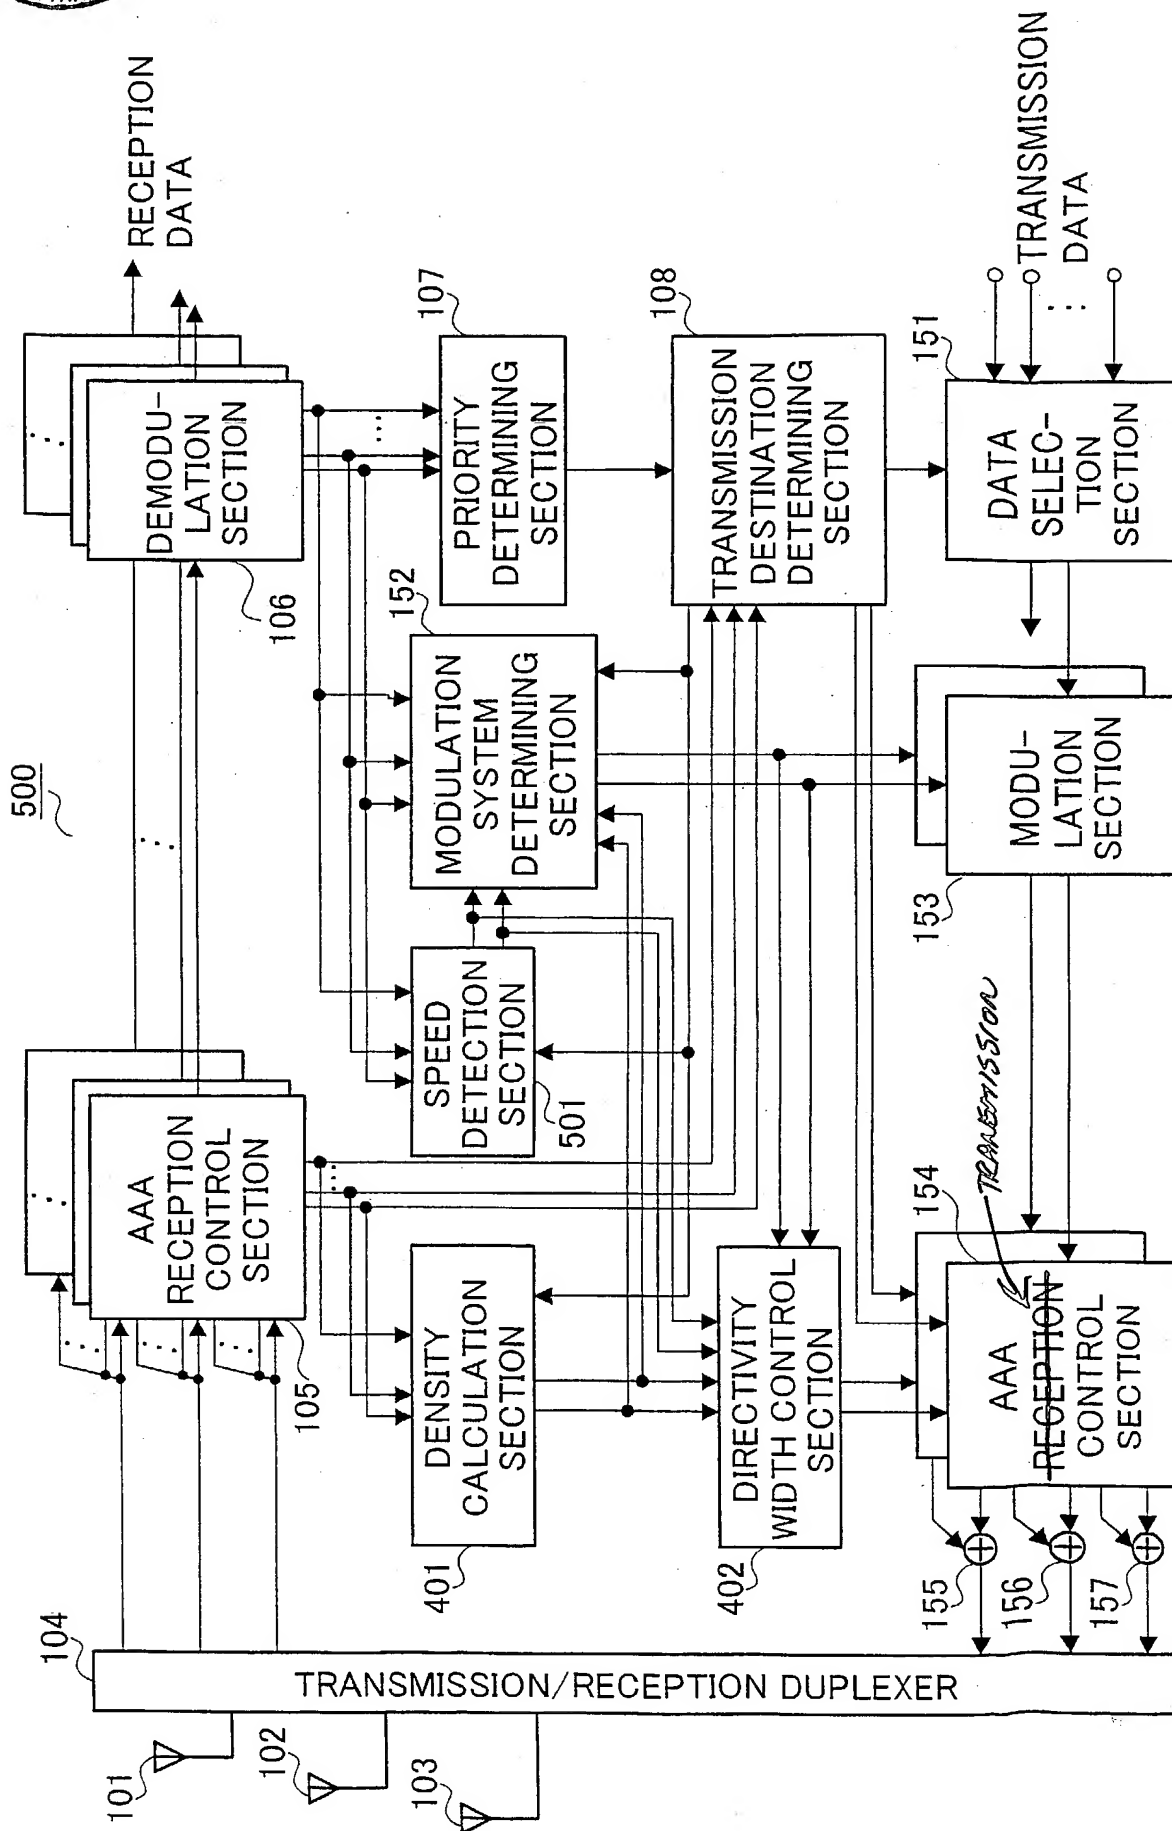 500
RECEPTION
DATA
DEMODU-
LATION
SECTION
106
AAA
RECEPTION
CONTROL
SECTION
105
104
TRANSMISSION/RECEPTION DUPLEXER
101
102
103
PRIORITY
DETERMINING
SECTION
107
152
MODULATION
SYSTEM
DETERMINING
SECTION
SPEED
DETECTION
SECTION
501
DENSITY
CALCULATION
SECTION
401
TRANSMISSION
DESTINATION
DETERMINING
SECTION
108
DIRECTIVITY
WIDTH CONTROL
SECTION
402
TRANSMISSION
DATA
151
DATA
SELEC-
TION
SECTION
MODU-
LATION
SECTION
153
TRANSMISSION
154
AAA
RECEPTION
CONTROL
SECTION
155
156
157